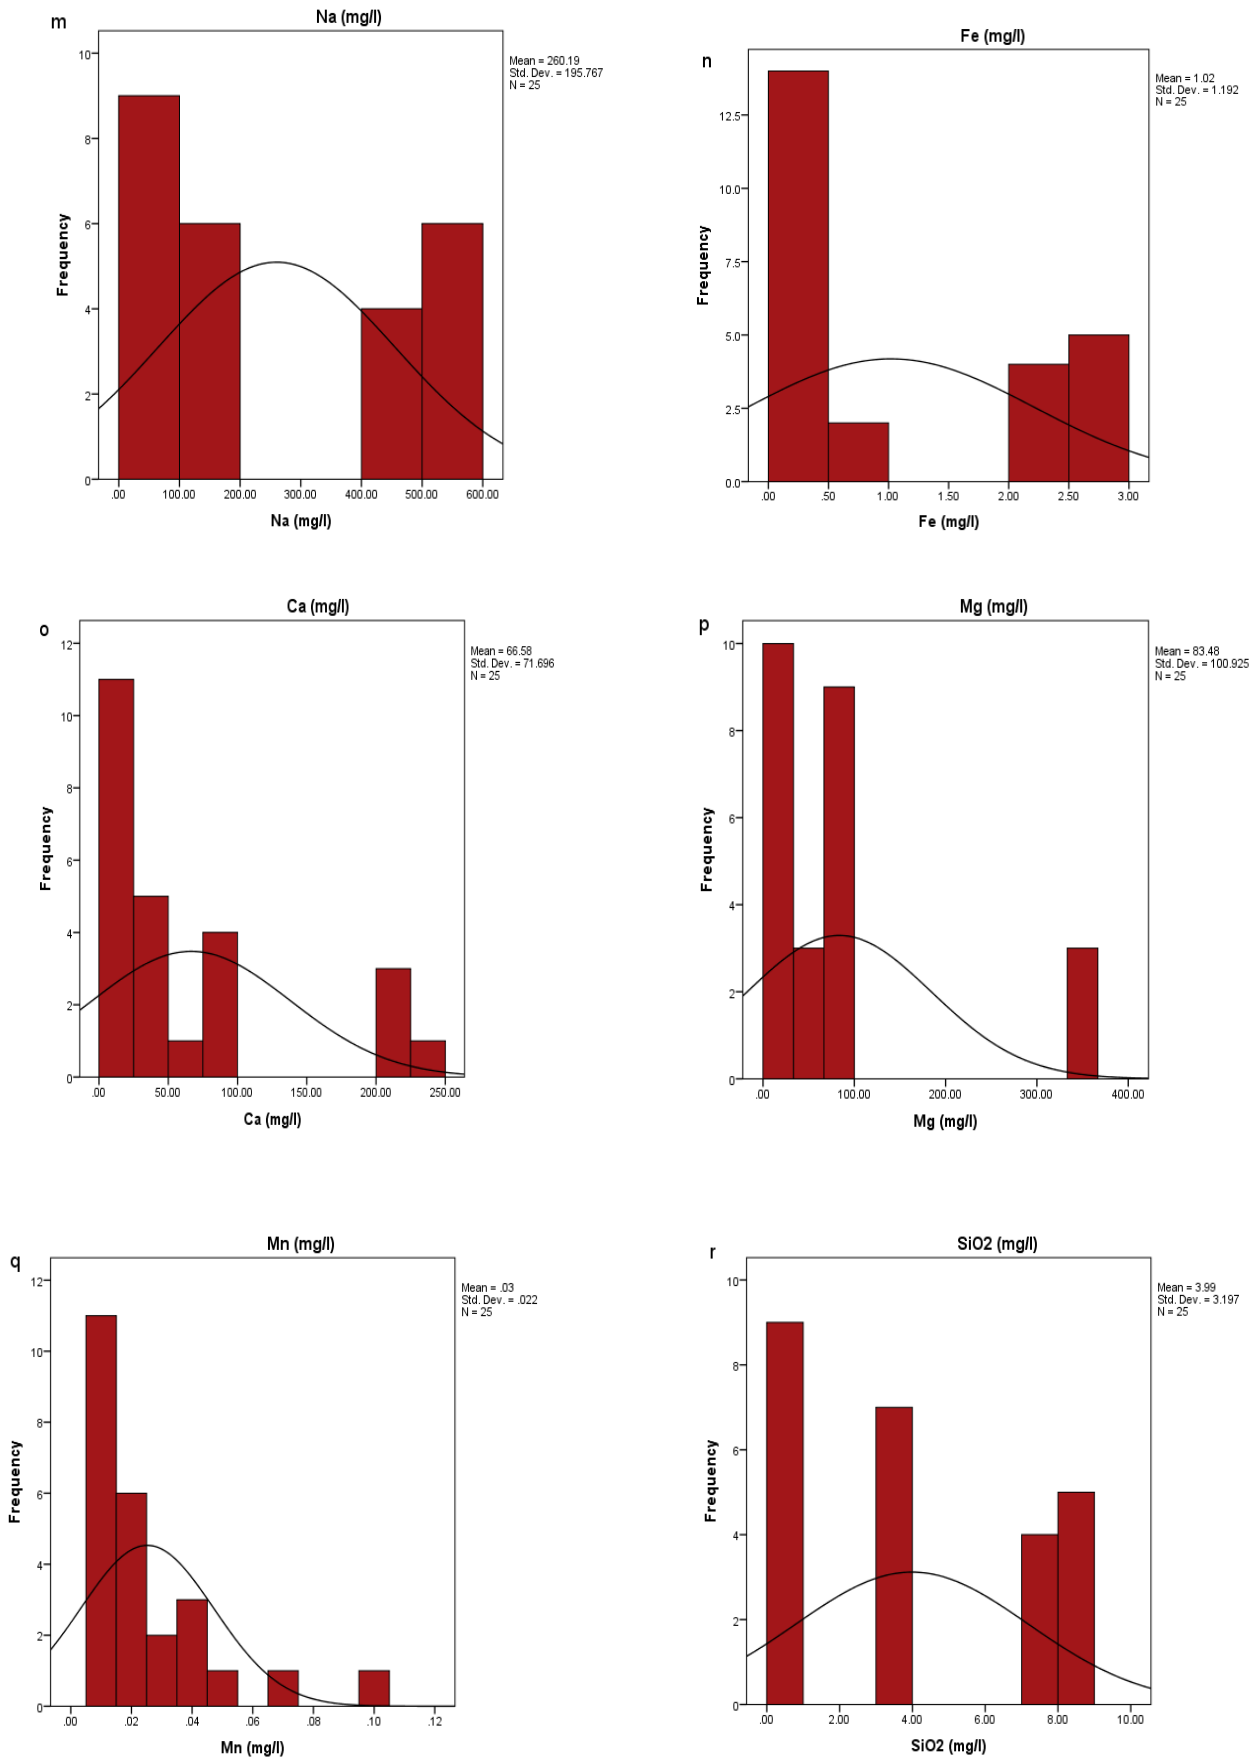 m
Na (mg/l)
Mean = 260.19
Std. Dev. = 195.767
N = 25
10
8
6
4
2
0
Frequency
.00 100.00 200.00 300.00 400.00 500.00 600.00
Na (mg/l)
n
Fe (mg/l)
Mean = 1.02
Std. Dev. = 1.192
N = 25
12.5
10.0
7.5
5.0
2.5
0.0
Frequency
.00 .50 1.00 1.50 2.00 2.50 3.00
Fe (mg/l)
o
Ca (mg/l)
Mean = 66.58
Std. Dev. = 71.696
N = 25
12
10
8
6
4
2
0
Frequency
.00 50.00 100.00 150.00 200.00 250.00
Ca (mg/l)
p
Mg (mg/l)
Mean = 83.48
Std. Dev. = 100.925
N = 25
10
8
6
4
2
0
Frequency
.00 100.00 200.00 300.00 400.00
Mg (mg/l)
q
Mn (mg/l)
Mean = .03
Std. Dev. = .022
N = 25
12
10
8
6
4
2
0
Frequency
.00 .02 .04 .06 .08 .10 .12
Mn (mg/l)
r
SiO2 (mg/l)
Mean = 3.99
Std. Dev. = 3.197
N = 25
10
8
6
4
2
0
Frequency
.00 2.00 4.00 6.00 8.00 10.00
SiO2 (mg/l)